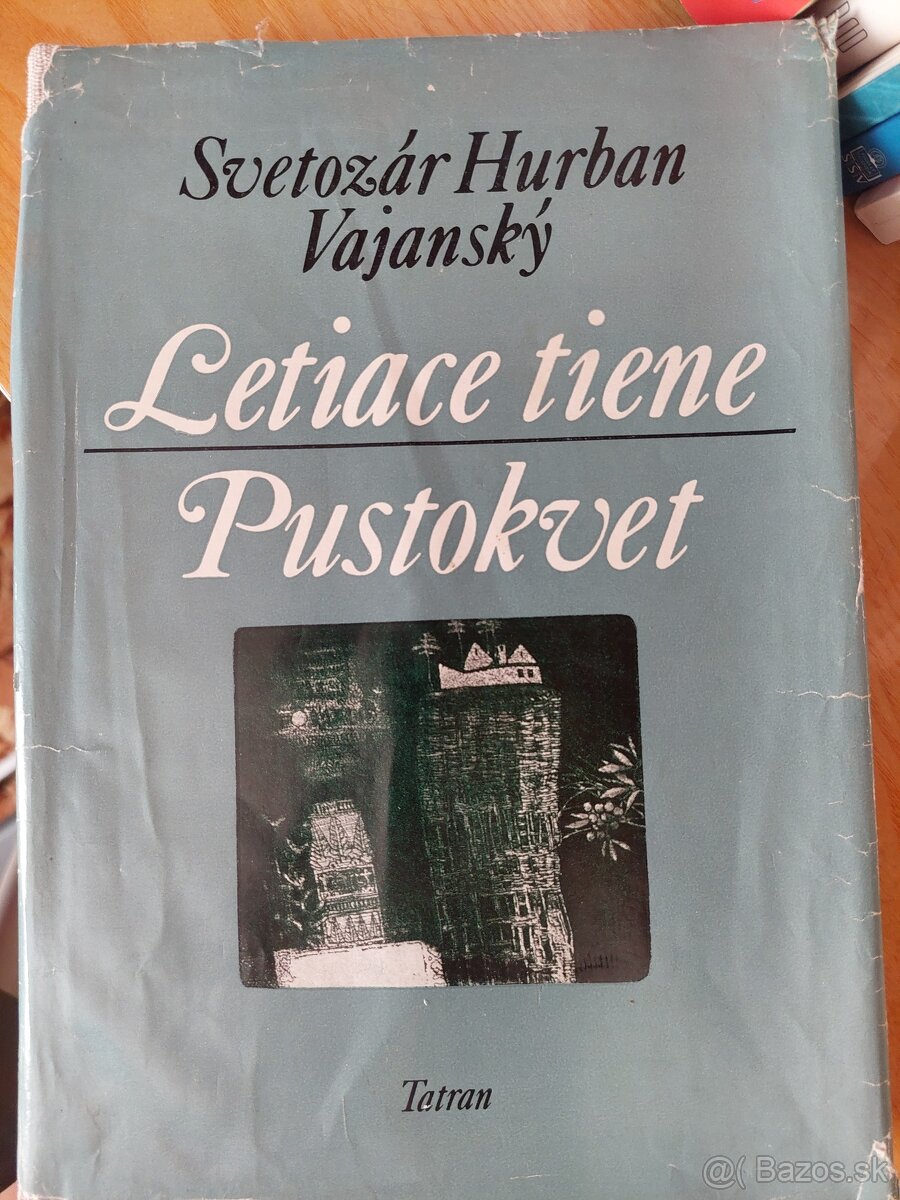 Svetozár Hurban
Vajanský
Letiace tiene
Pustokvet
Tatran
@( Bazos.sk